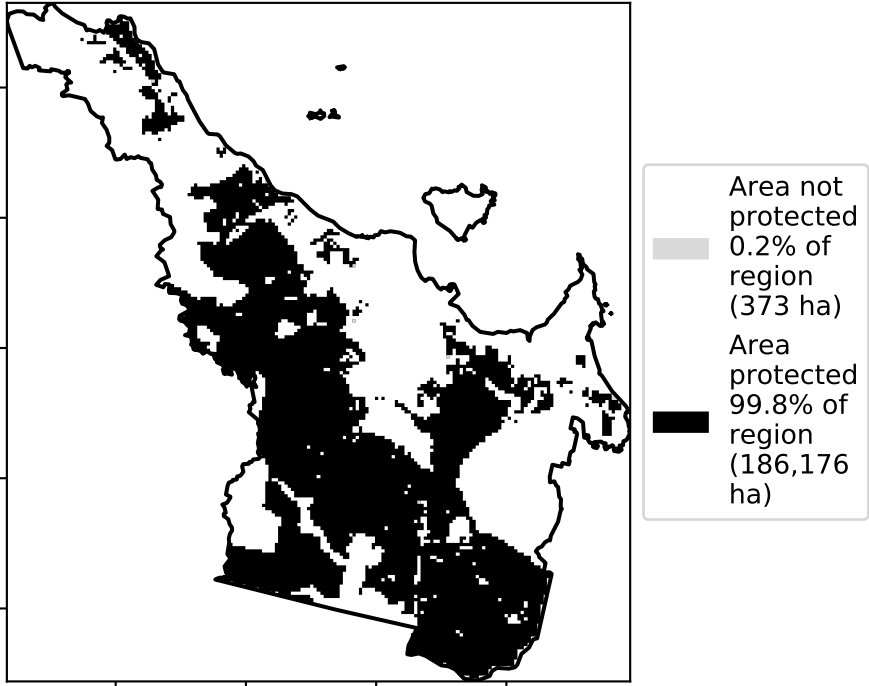 Area not
protected
0.2% of
region
(373 ha)
Area
protected
99.8% of
region
(186,176
ha)